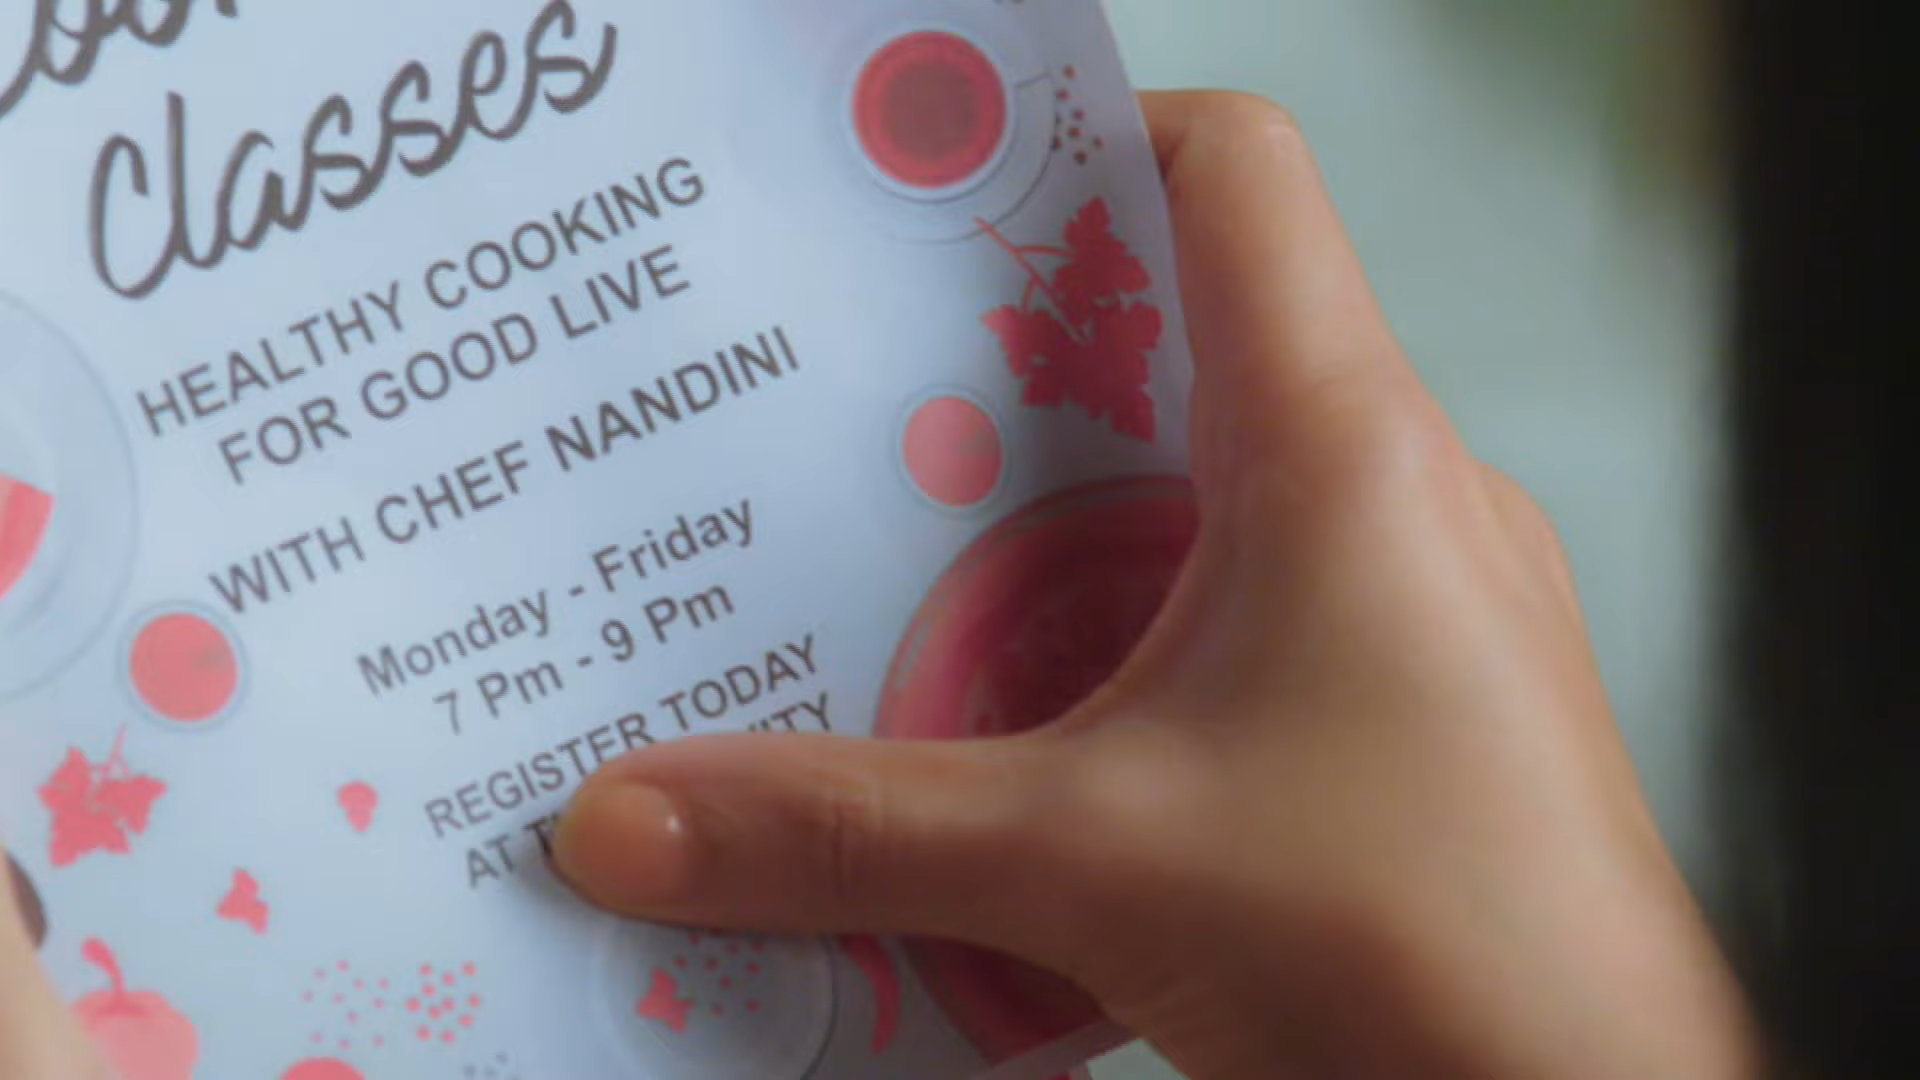 Classes
HEALTHY COOKING
FOR GOOD LIVE
WITH CHEF NANDINI
Monday - Friday
7 Pm - 9 Pm
REGISTER TODAY
AT